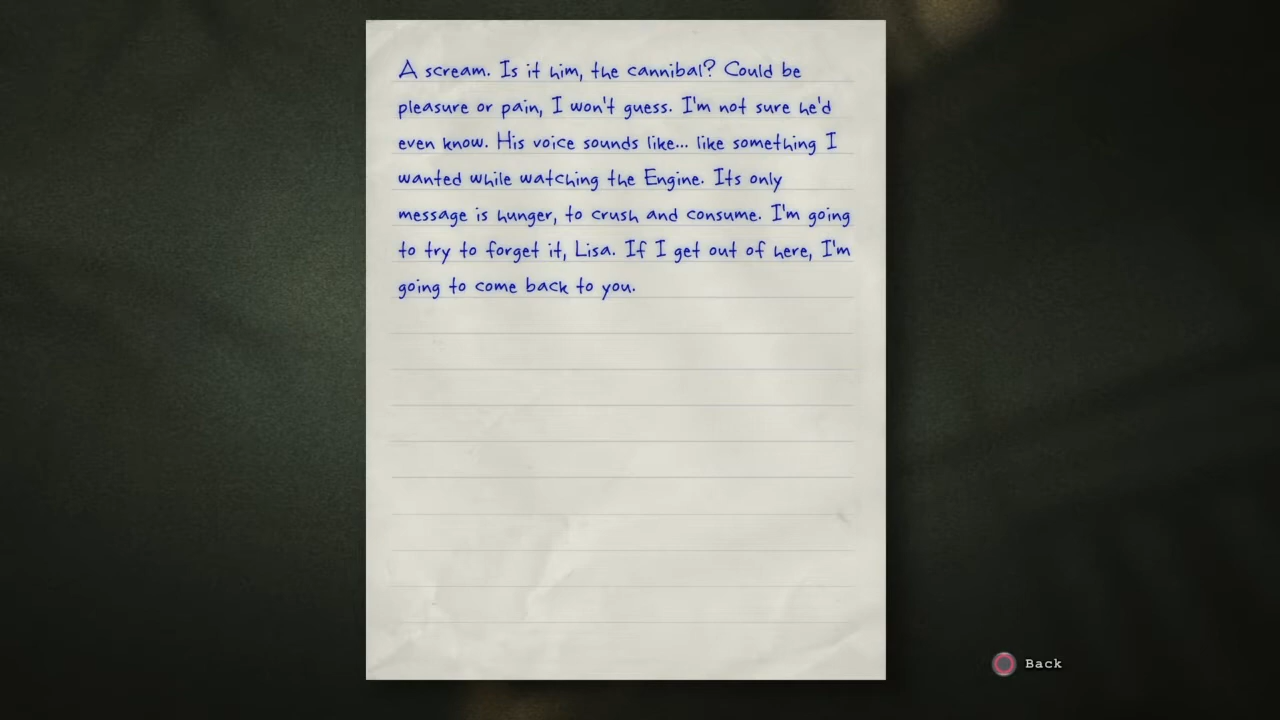 A scream. Is it him, the cannibal? Could be
pleasure or pain, I won't guess. I'm not sure he'd
even know. His voice sounds like... like something I
wanted while watching the Engine. Its only
message is hunger, to crush and consume. I'm going
to try to forget it, Lisa. If I get out of here, I'm
going to come back to you.
Back